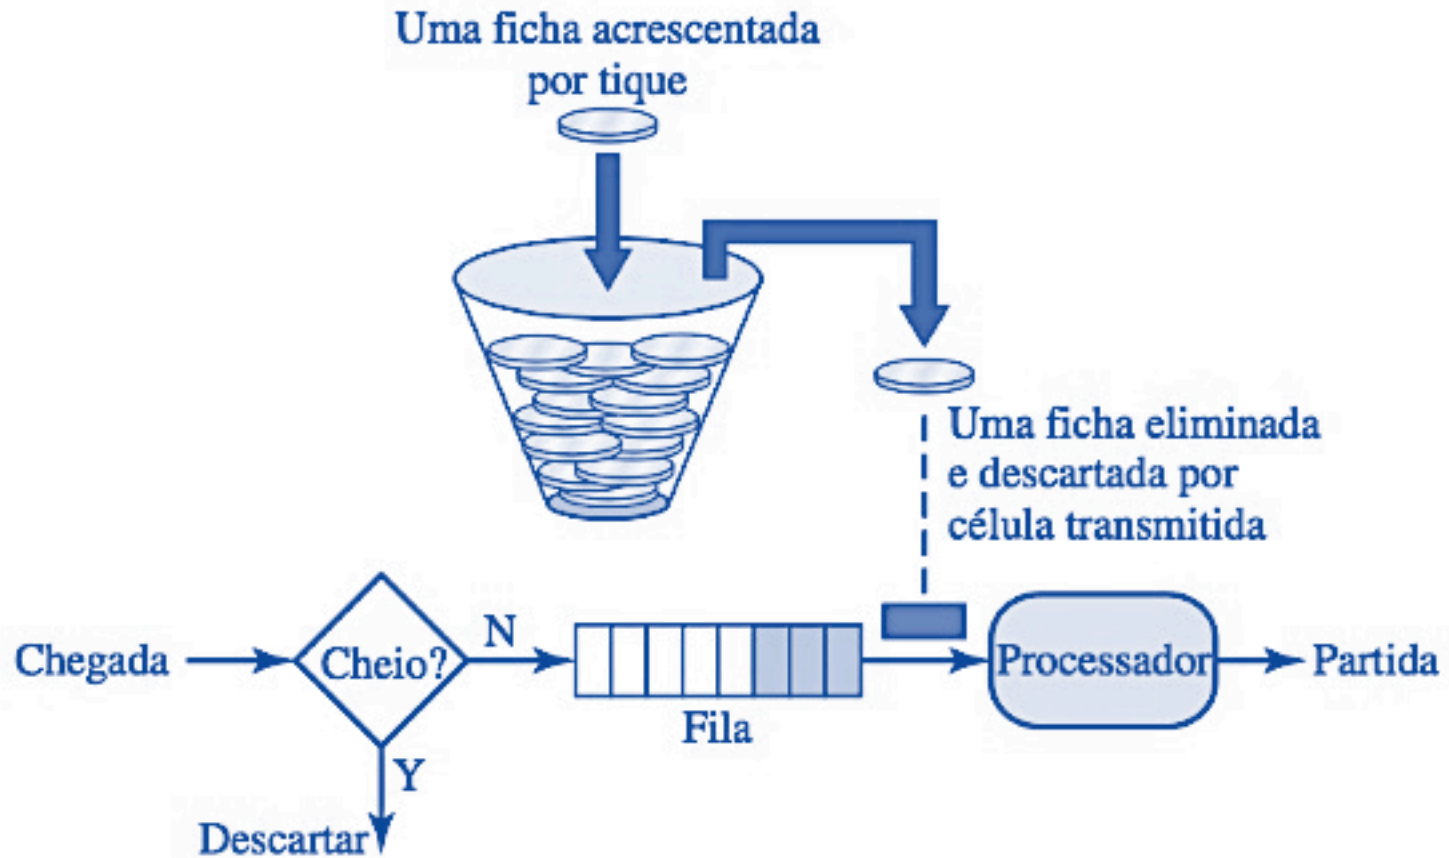 Uma ficha acrescentada
por tique
Uma ficha eliminada
e descartada por
célula transmitida
Chegada
Cheio?
N
Fila
Processador
Partida
Y
Descartar